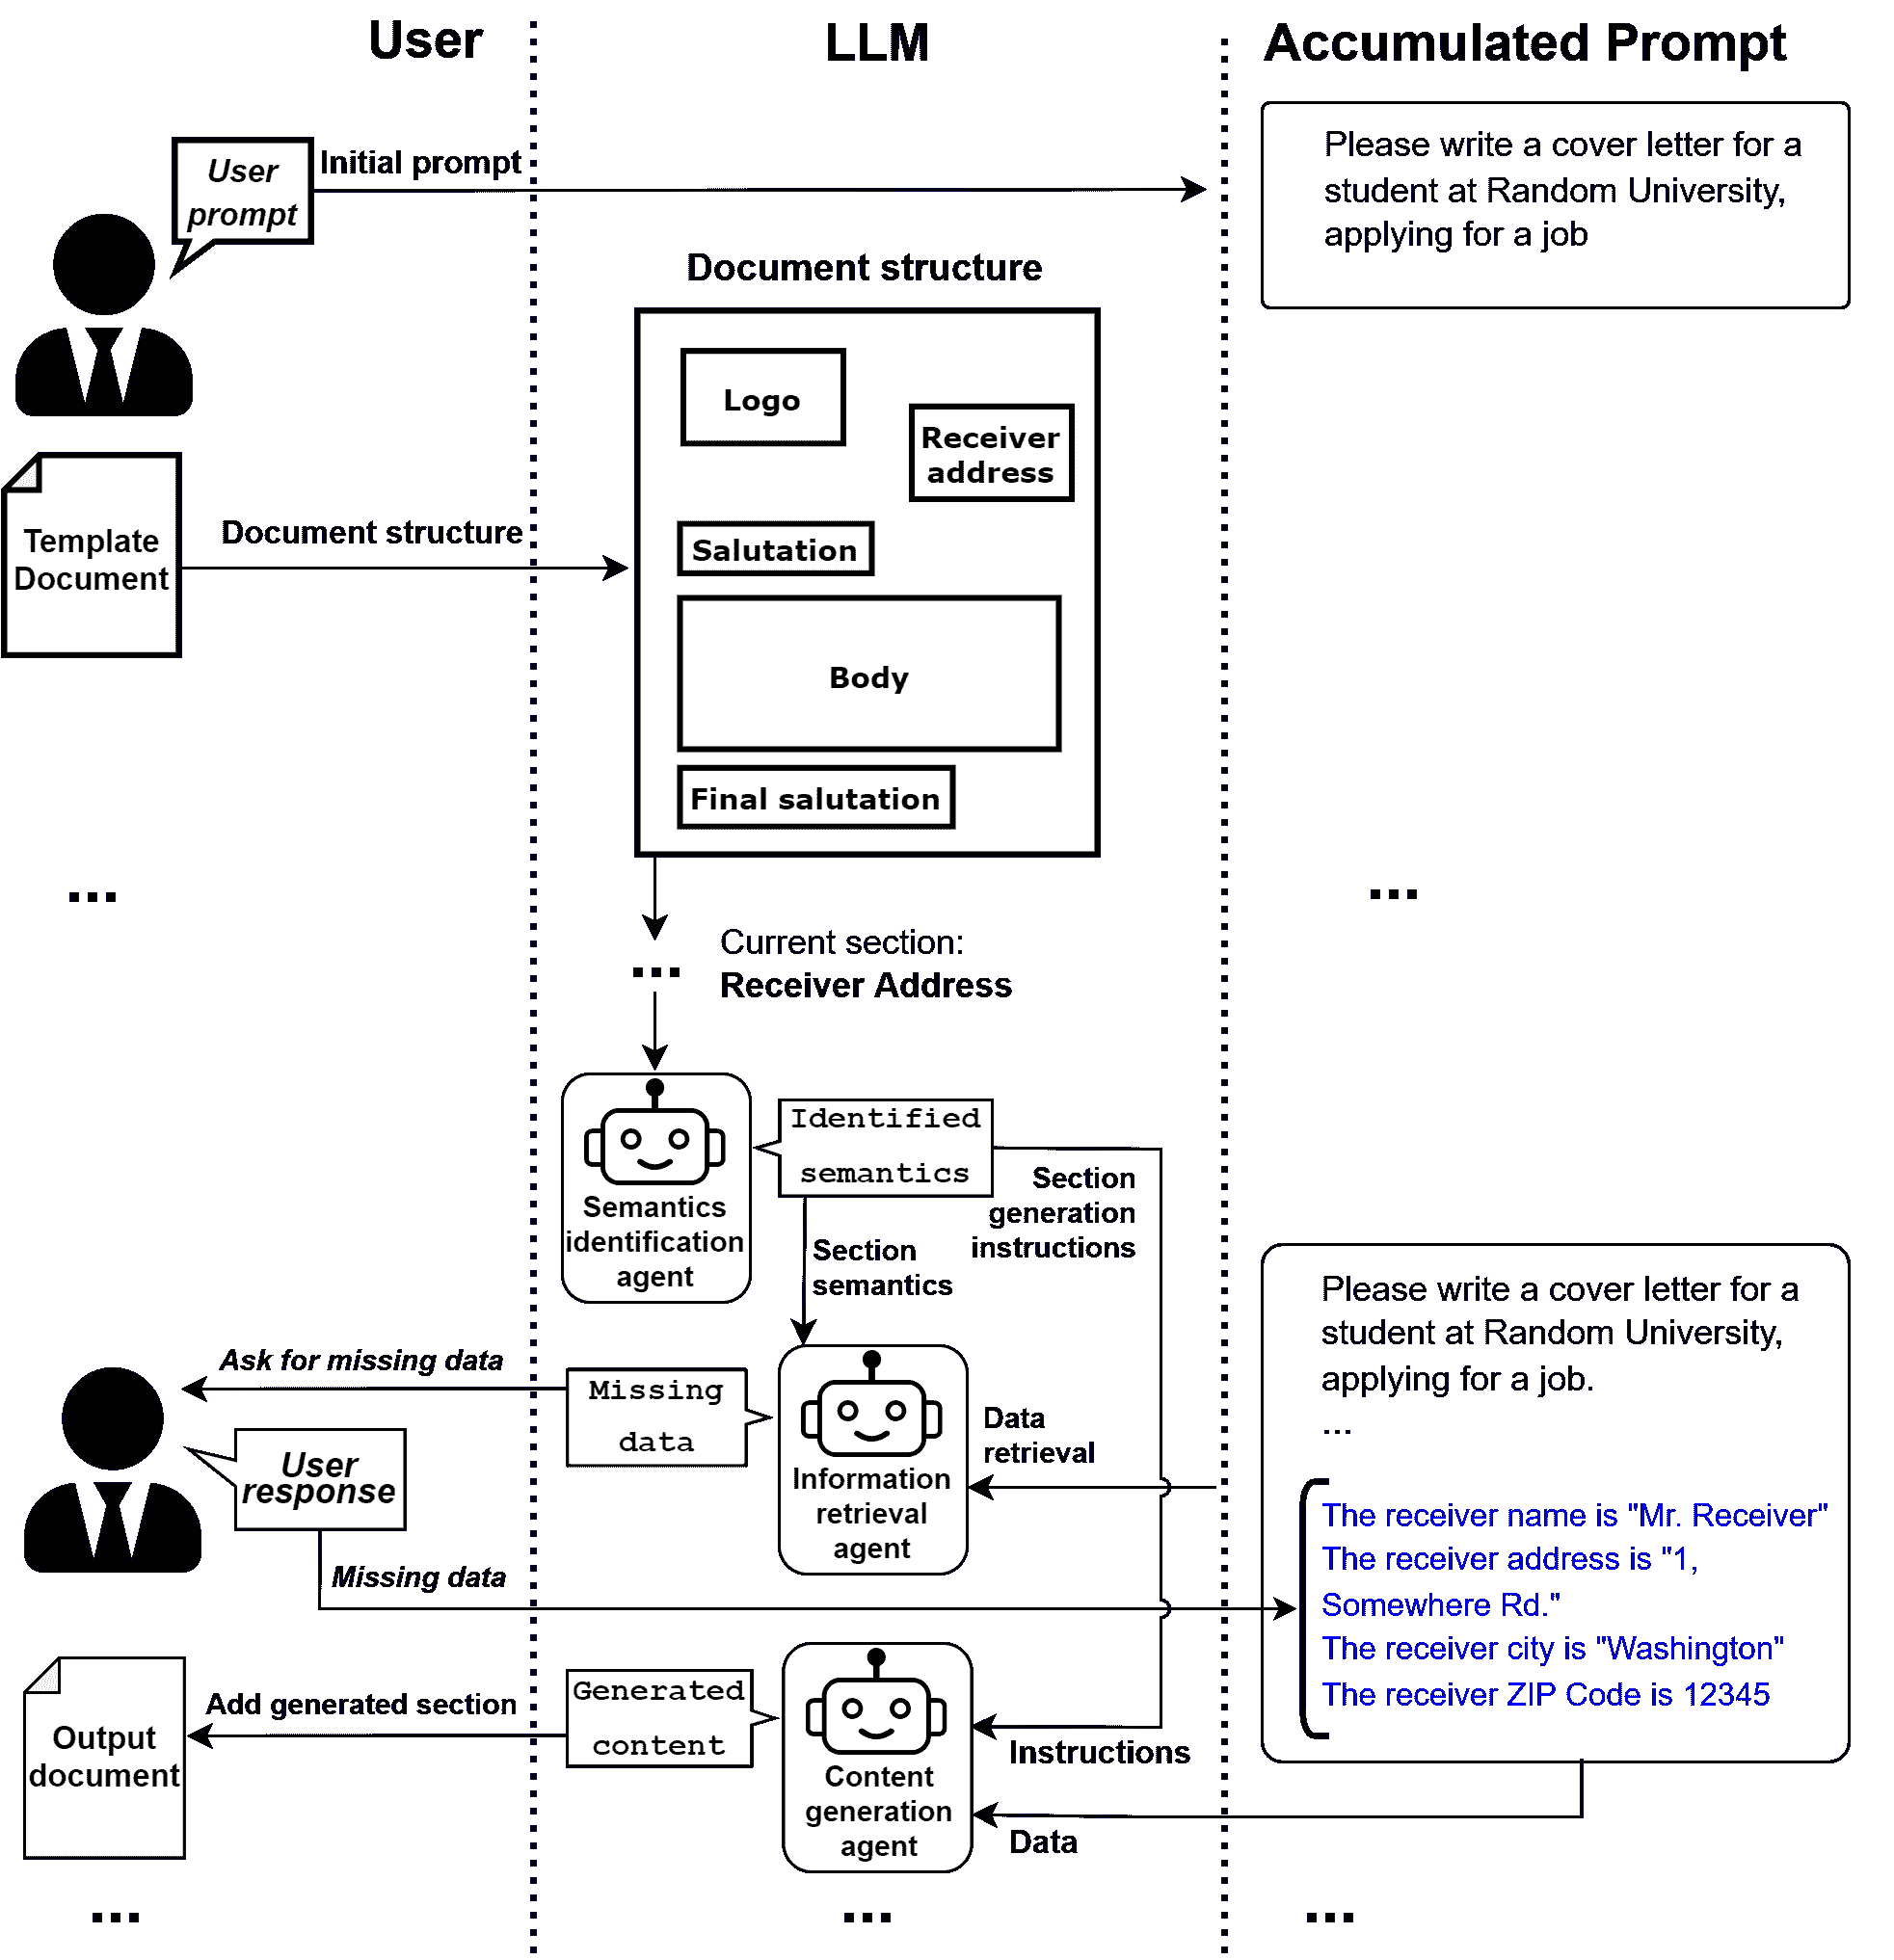 User
LLM
Accumulated Prompt
User
prompt
Initial prompt
Please write a cover letter for a
student at Random University,
applying for a job
Document structure
Logo
Receiver
address
Template
Document
Document structure
Salutation
Body
Final salutation
...
...
...
Current section:
Receiver Address
Semantics
identification
agent
Identified
semantics
Section
generation
instructions
Section
semantics
Ask for missing data
Missing
data
User
response
Missing data
Information
retrieval
agent
Data
retrieval
Please write a cover letter for a
student at Random University,
applying for a job.
...
The receiver name is "Mr. Receiver"
The receiver address is "1,
Somewhere Rd."
The receiver city is "Washington"
The receiver ZIP Code is 12345
Output
document
Add generated section
Generated
content
Content
generation
agent
Instructions
Data
...
...
...